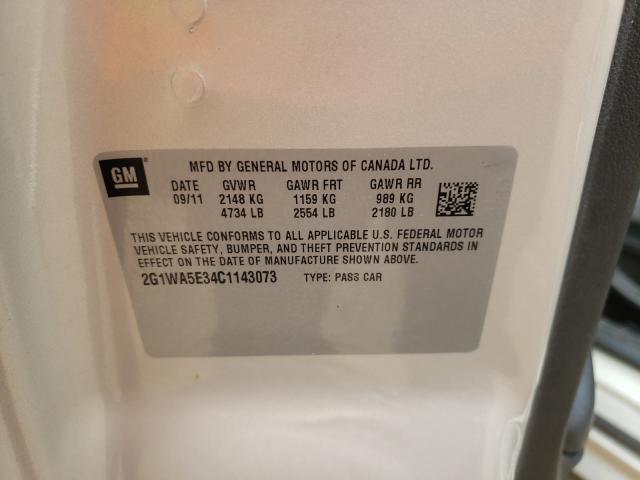 GM
MFD BY GENERAL MOTORS OF CANADA LTD.
DATE GVWR GAWR FRT GAWR RR
09/11 2148 KG 1159 KG 989 KG
4734 LB 2554 LB 2180 LB
THIS VEHICLE CONFORMS TO ALL APPLICABLE U.S. FEDERAL MOTOR
VEHICLE SAFETY, BUMPER, AND THEFT PREVENTION STANDARDS IN
EFFECT ON THE DATE OF MANUFACTURE SHOWN ABOVE.
2G1WA5E34C1143073 TYPE: PASS CAR